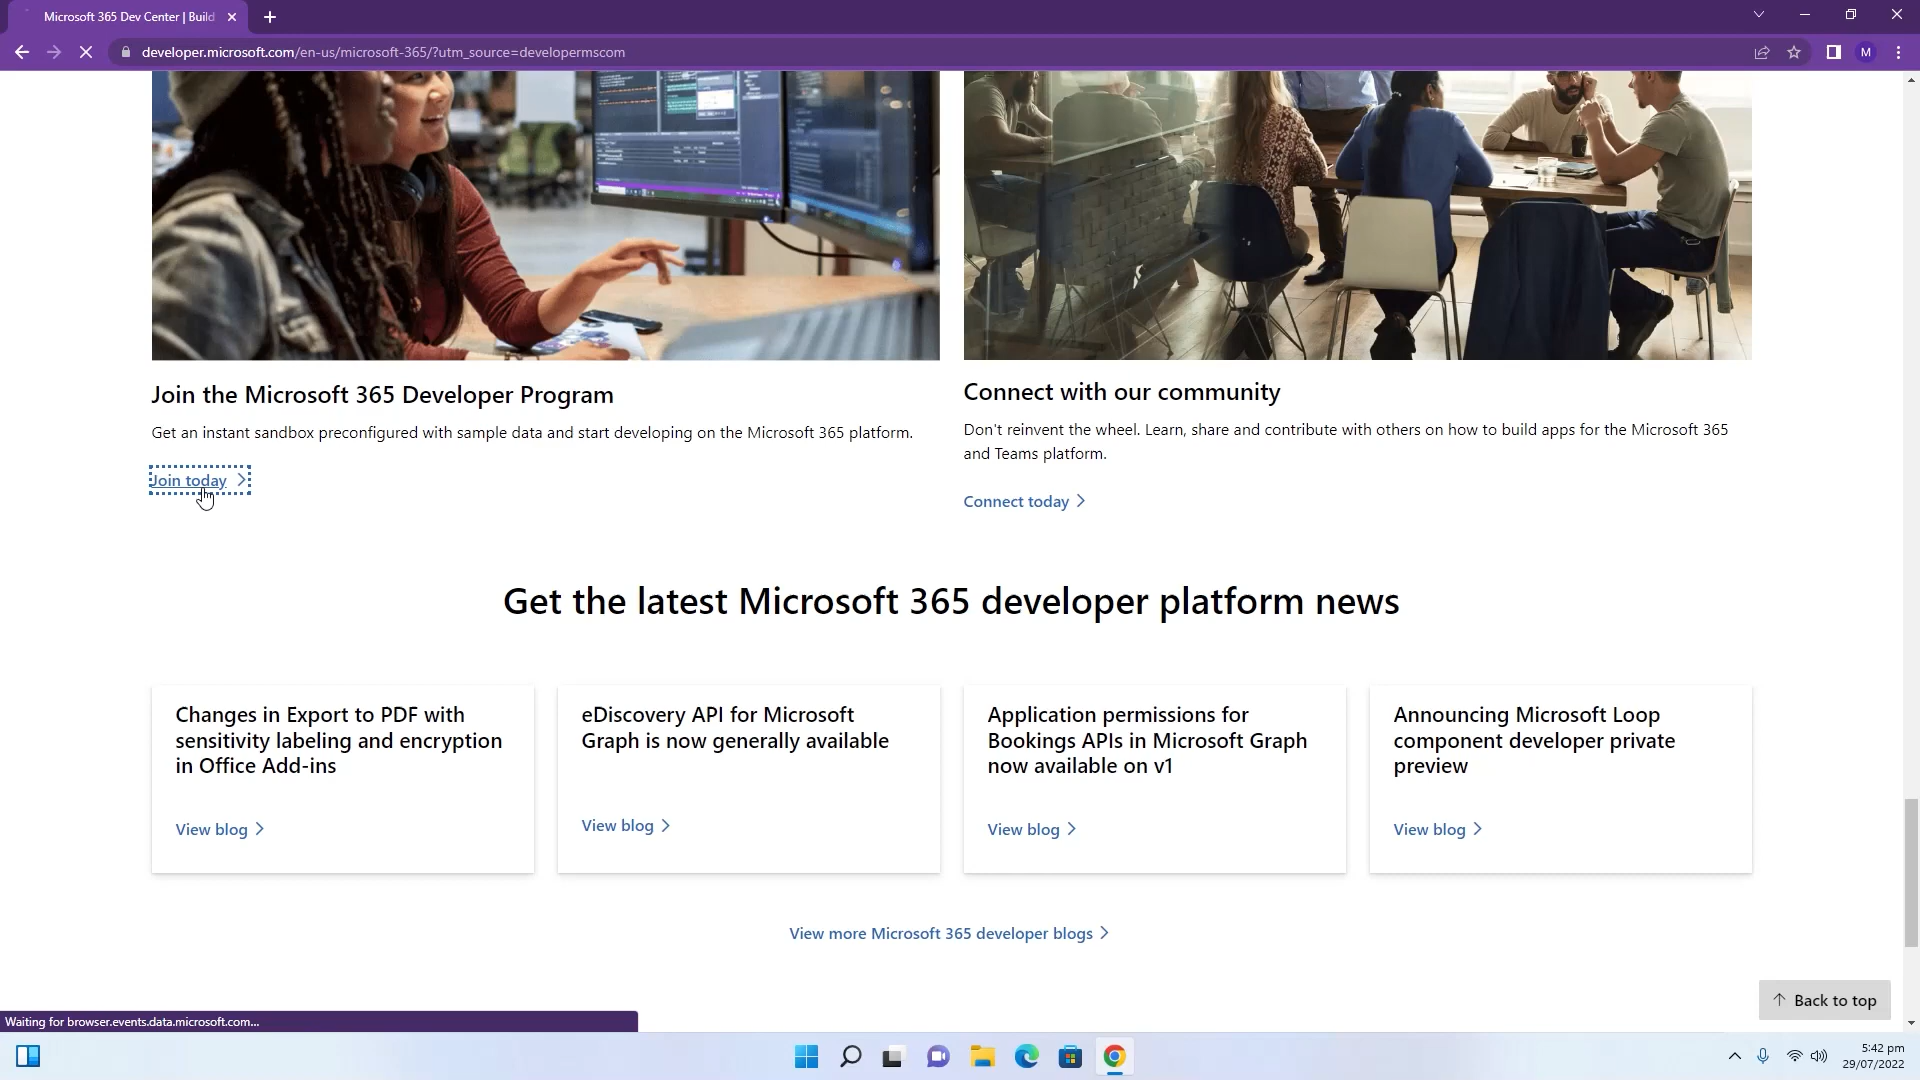 Microsoft 365 Dev Center | Build
developer.microsoft.com/en-us/microsoft-365/?utm_source=developermscom
M
Join the Microsoft 365 Developer Program
Get an instant sandbox preconfigured with sample data and start developing on the Microsoft 365 platform.
Join today
Connect with our community
Don't reinvent the wheel. Learn, share and contribute with others on how to build apps for the Microsoft 365
and Teams platform.
Connect today
Get the latest Microsoft 365 developer platform news
Changes in Export to PDF with
sensitivity labeling and encryption
in Office Add-ins
View blog
eDiscovery API for Microsoft
Graph is now generally available
View blog
Application permissions for
Bookings APIs in Microsoft Graph
now available on v1
View blog
Announcing Microsoft Loop
component developer private
preview
View blog
View more Microsoft 365 developer blogs
Back to top
Waiting for browser.events.data.microsoft.com...
5:42 pm
29/07/2022